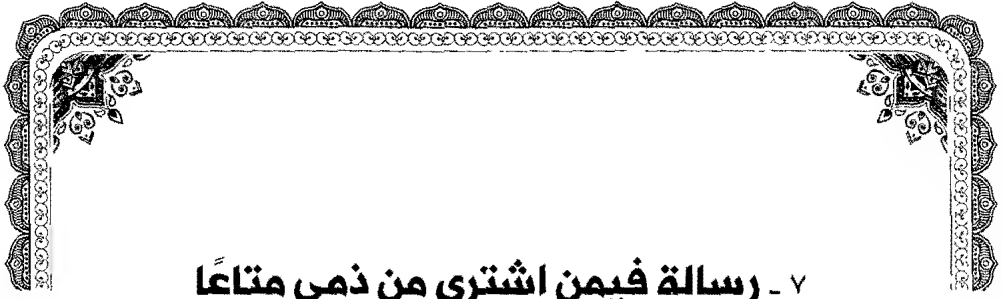 ٧ ـ رسالة فيمن اشترى من ذمي متاعًا